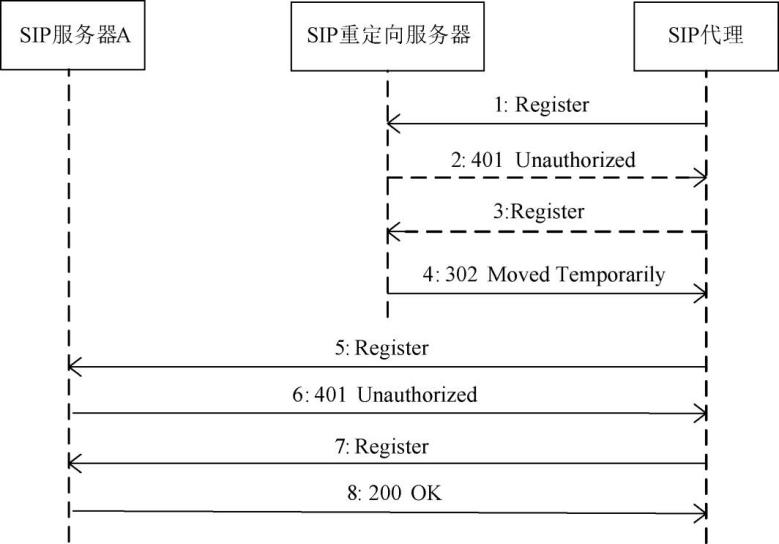 SIP服务器A
SIP重定向服务器
SIP代理
1: Register
2: 401 Unauthorized
3:Register
4: 302 Moved Temporarily
5: Register
6: 401 Unauthorized
7: Register
8: 200 OK